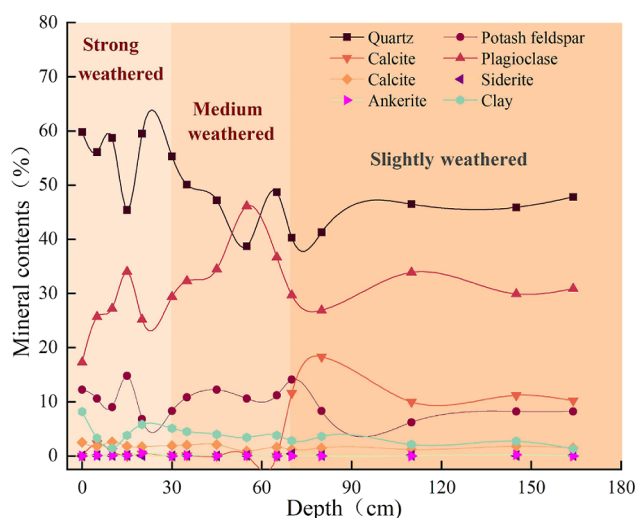 80
70
60
50
40
30
20
10
0
Mineral contents（%）
Strong
weathered
Medium
weathered
Slightly weathered
Quartz
Calcite
Calcite
Ankerite
Potash feldspar
Plagioclase
Siderite
Clay
0 30 60 90 120 150 180
Depth（cm）